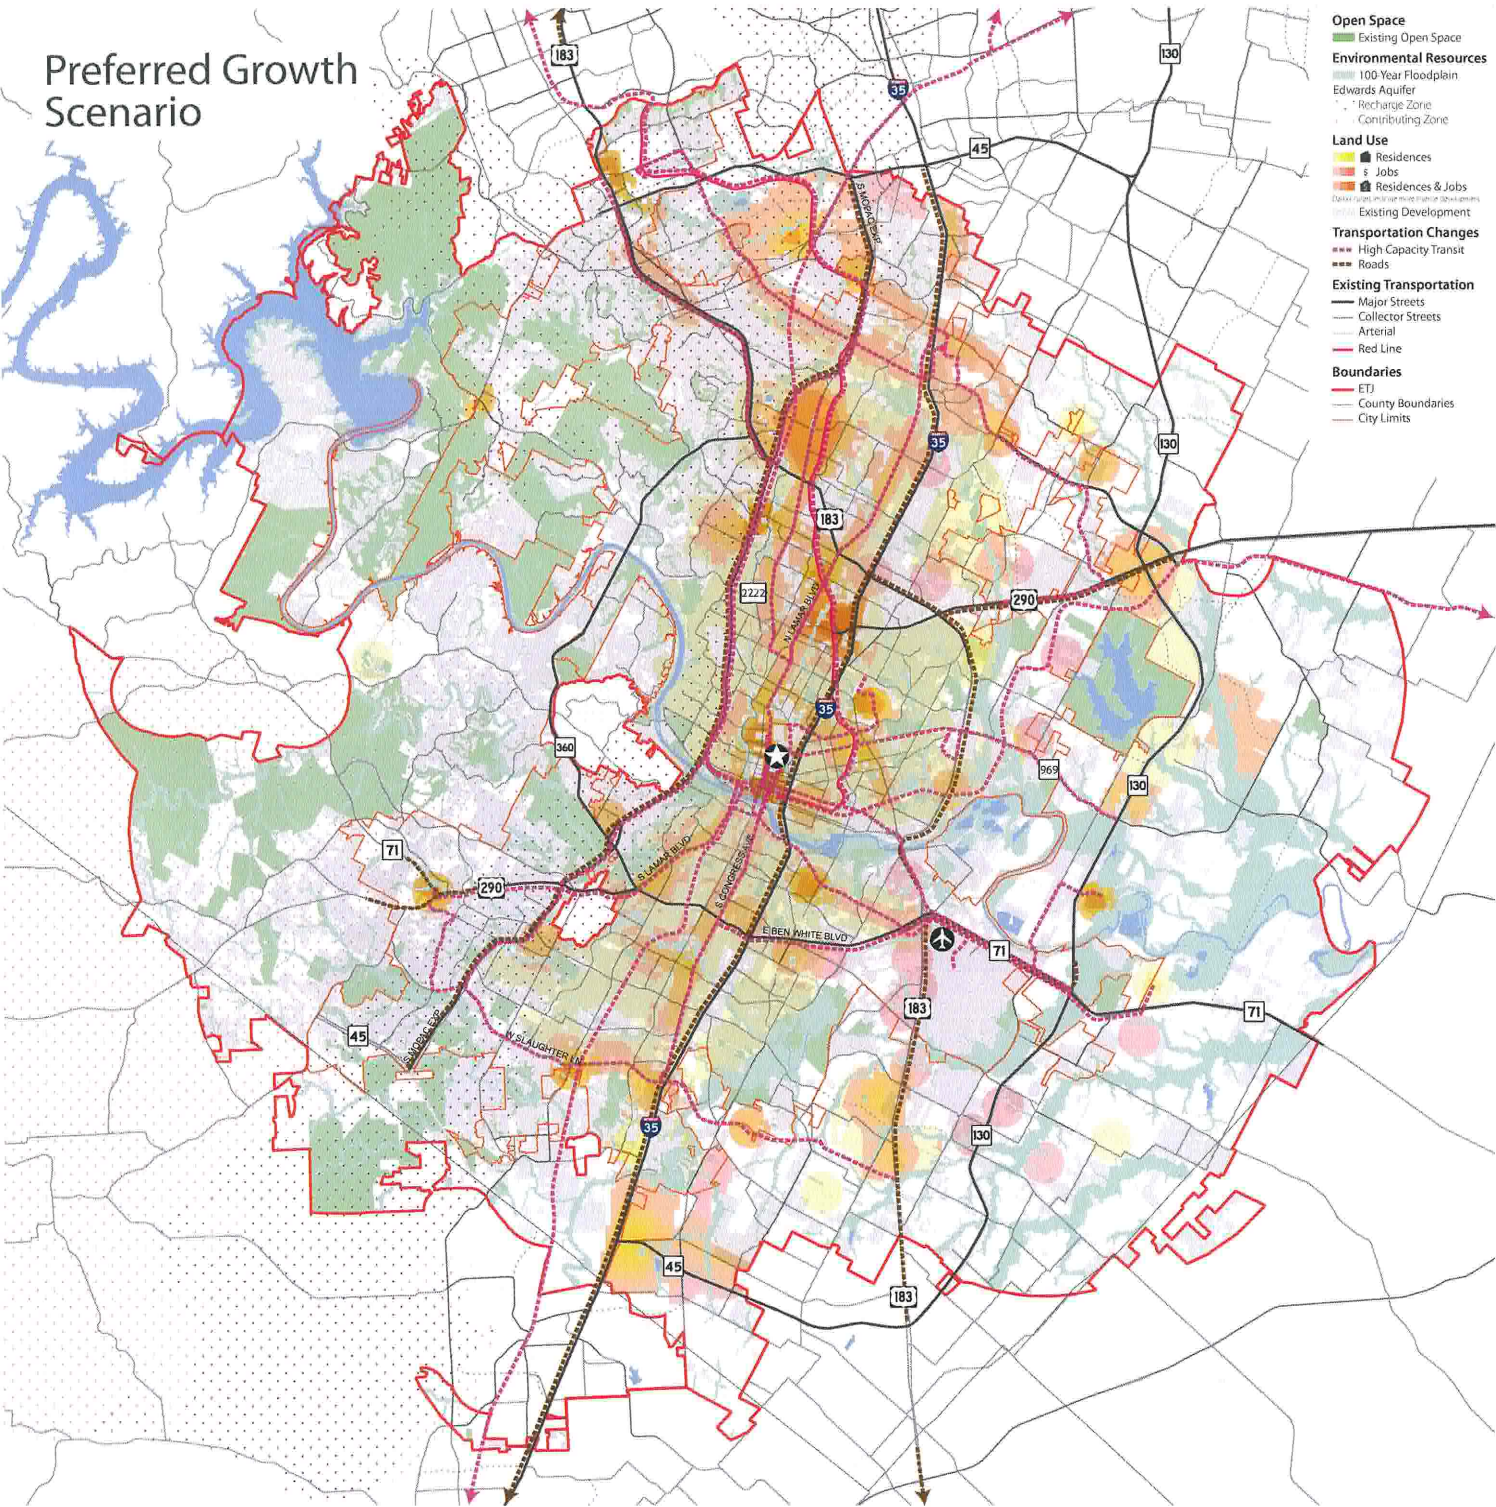 Preferred Growth
Scenario
Open Space
Existing Open Space
Environmental Resources
100-Year Floodplain
Edwards Aquifer
Recharge Zone
Contributing Zone
Land Use
Residences
$ Jobs
Residences & Jobs
Existing Development
Transportation Changes
High Capacity Transit
Roads
Existing Transportation
Major Streets
Collector Streets
Arterial
Red Line
Boundaries
ETJ
County Boundaries
City Limits
183
35
130
45
S MOPAC EXP
130
35
183
2222
N LAMAR BLVD
290
35
360
969
130
71
290
S LAMAR BLVD
S CONGRESS AVE
E BEN WHITE BLVD
71
183
71
45
S MOPAC EXP
W SLAUGHTER LN
35
130
45
183